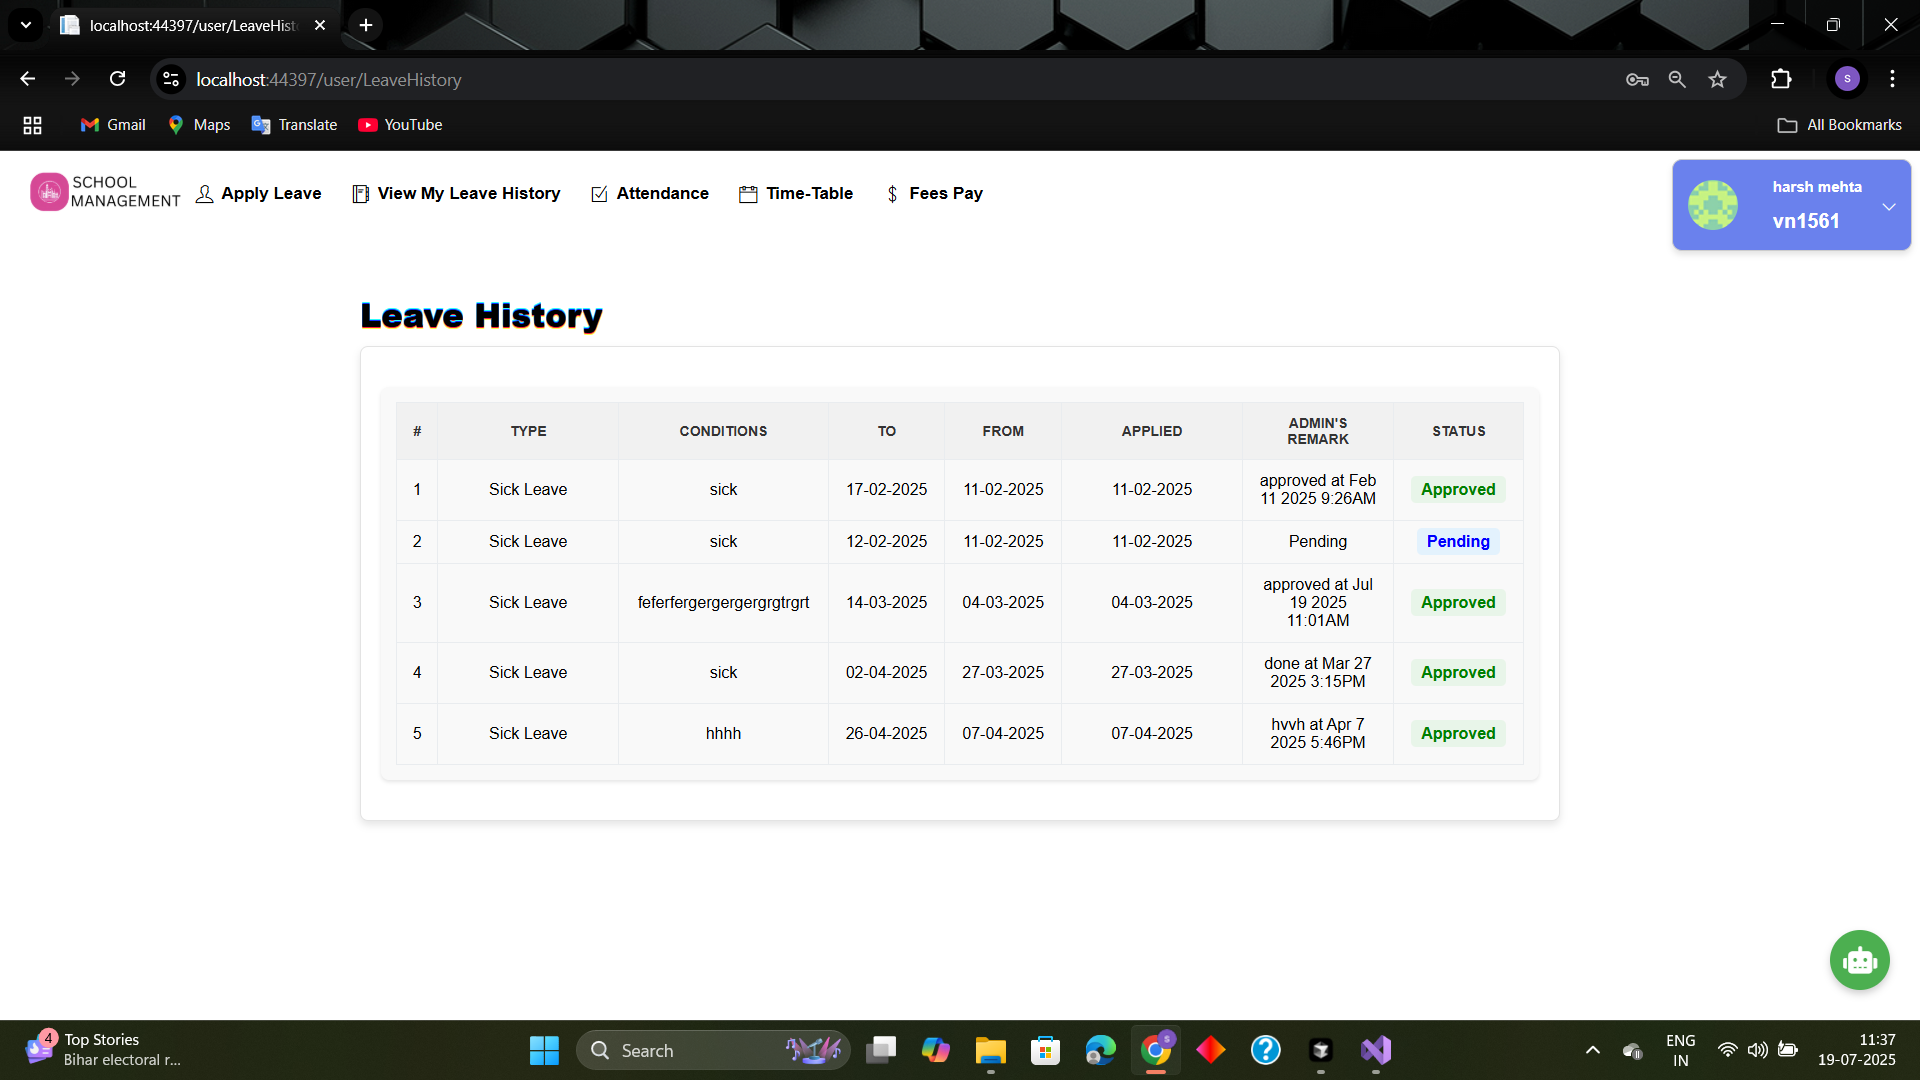 localhost:44397/user/LeaveHist
localhost:44397/user/LeaveHistory
S
Gmail
Maps
Translate
YouTube
All Bookmarks
SCHOOL
MANAGEMENT
Apply Leave
View My Leave History
Attendance
Time-Table
Fees Pay
harsh mehta
vn1561
Leave History
# TYPE CONDITIONS TO FROM APPLIED ADMIN'S REMARK STATUS
1 Sick Leave sick 17-02-2025 11-02-2025 11-02-2025 approved at Feb 11 2025 9:26AM Approved
2 Sick Leave sick 12-02-2025 11-02-2025 11-02-2025 Pending Pending
3 Sick Leave feferfergergergergrgtrgrt 14-03-2025 04-03-2025 04-03-2025 approved at Jul 19 2025 11:01AM Approved
4 Sick Leave sick 02-04-2025 27-03-2025 27-03-2025 done at Mar 27 2025 3:15PM Approved
5 Sick Leave hhhh 26-04-2025 07-04-2025 07-04-2025 hvvh at Apr 7 2025 5:46PM Approved
4
Top Stories
Bihar electoral r...
Search
S
ENG
IN
11:37
19-07-2025